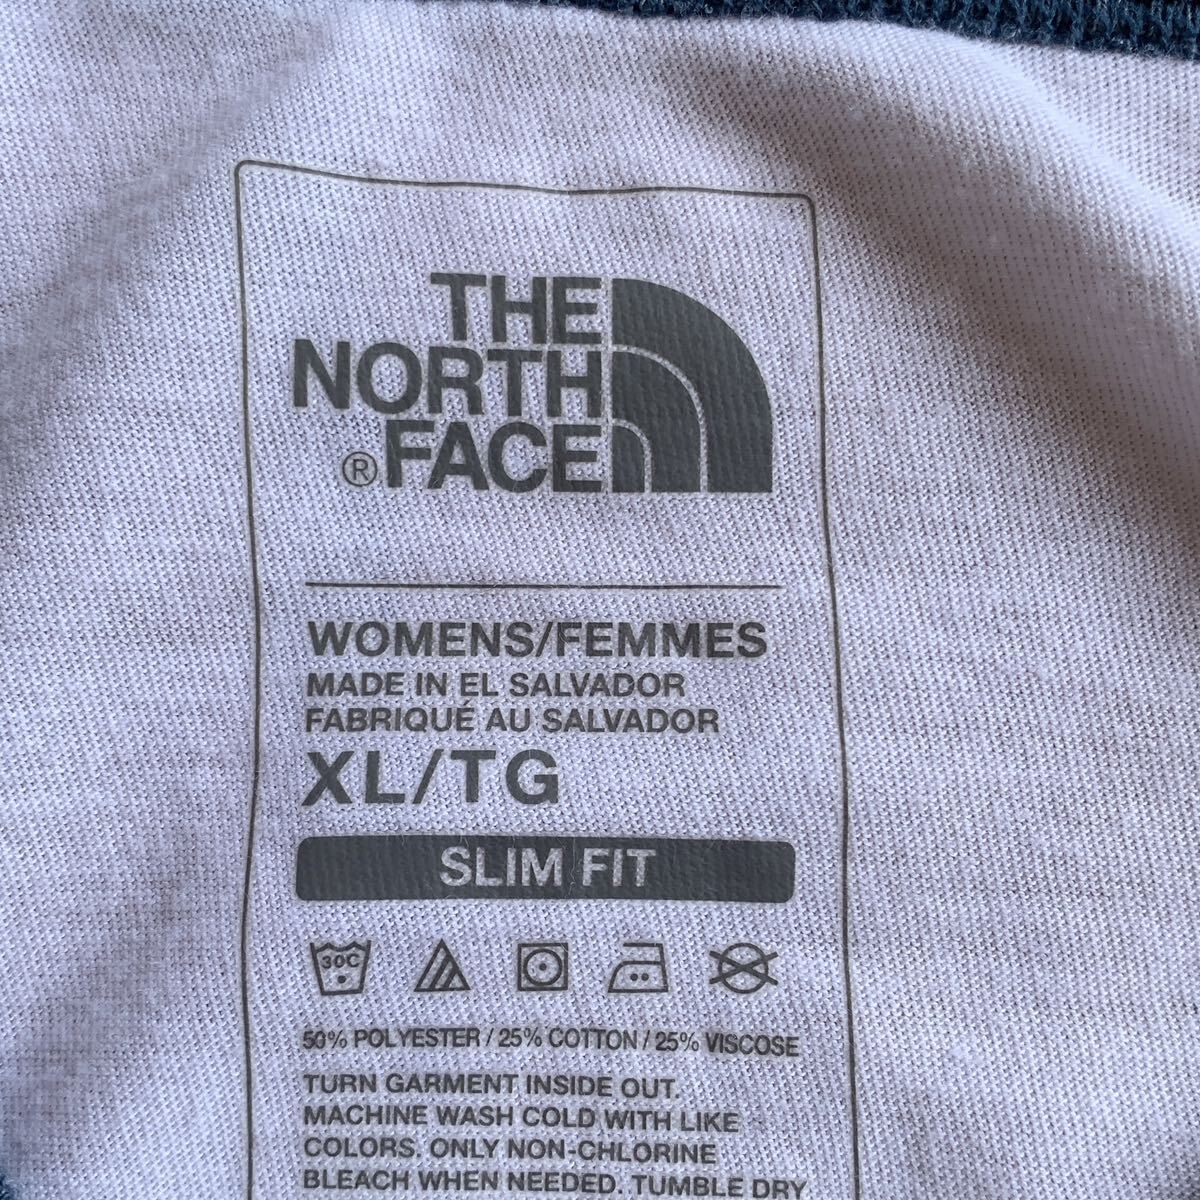 THE
NORTH
® FACE
WOMENS/FEMMES
MADE IN EL SALVADOR
FABRIQUÉ AU SALVADOR
XL/TG
SLIM FIT
30C
50% POLYESTER / 25% COTTON / 25% VISCOSE
TURN GARMENT INSIDE OUT.
MACHINE WASH COLD WITH LIKE
COLORS. ONLY NON-CHLORINE
BLEACH WHEN NEEDED. TUMBLE DRY